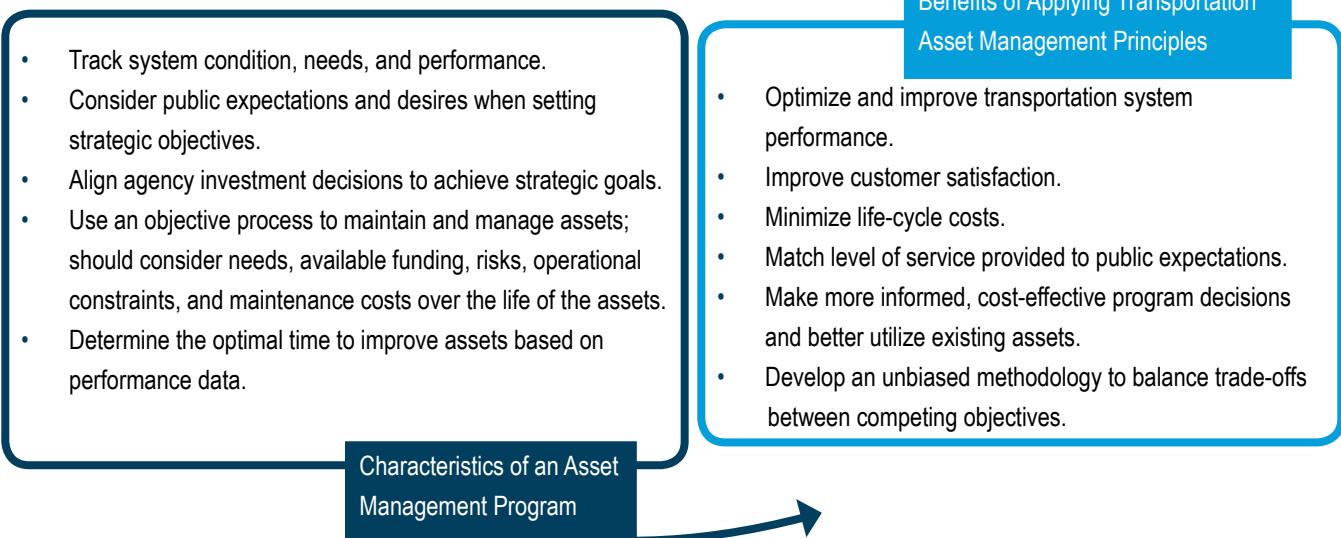 • Track system condition, needs, and performance.
• Consider public expectations and desires when setting
strategic objectives.
• Align agency investment decisions to achieve strategic goals.
• Use an objective process to maintain and manage assets;
should consider needs, available funding, risks, operational
constraints, and maintenance costs over the life of the assets.
• Determine the optimal time to improve assets based on
performance data.
Characteristics of an Asset
Management Program
Benefits of Applying Transportation
Asset Management Principles
• Optimize and improve transportation system
performance.
• Improve customer satisfaction.
• Minimize life-cycle costs.
• Match level of service provided to public expectations.
• Make more informed, cost-effective program decisions
and better utilize existing assets.
• Develop an unbiased methodology to balance trade-offs
between competing objectives.